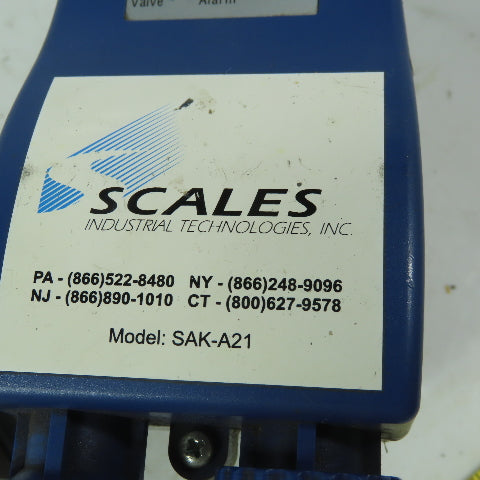 Valve Alarm
SCALES
INDUSTRIAL TECHNOLOGIES, INC.
PA - (866)522-8480 NY - (866)248-9096
NJ - (866)890-1010 CT - (800)627-9578
Model: SAK-A21